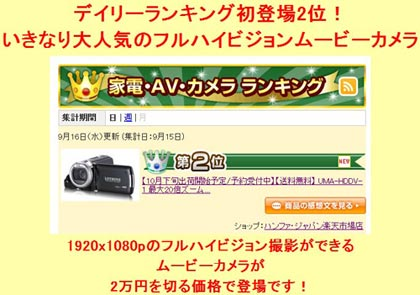 デイリーランキング初登場2位！
いきなり大人気のフルハイビジョンムービーカメラ
家電・AV・カメラ ランキング
集計期間 日 | 週 | 月
9月16日(水)更新 (集計日:9月15日)
第2位 NEW
【10月下旬出荷開始予定/予約受付中】【送料無料】 UMA-HDDV-
1 最大20倍ズーム...
商品の感想文を見る
ショップ:ハンファ・ジャパン楽天市場店
1920x1080pのフルハイビジョン撮影ができる
ムービーカメラが
2万円を切る価格で登場です！